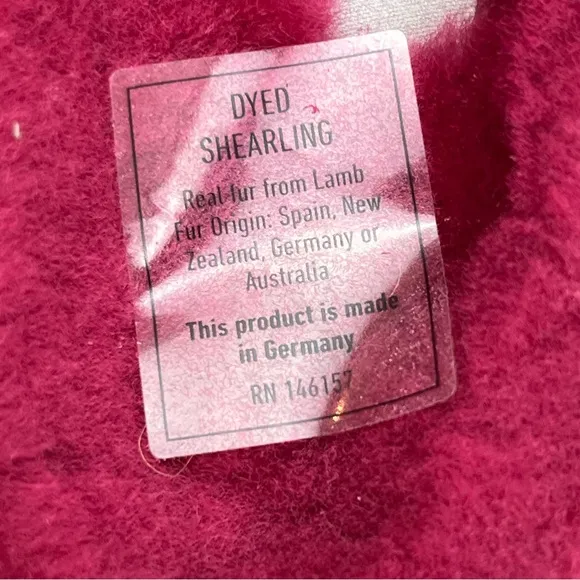 DYED
SHEARLING
Real fur from Lamb
Fur Origin: Spain, New
Zealand, Germany or
Australia
This product is made
in Germany
RN 146157